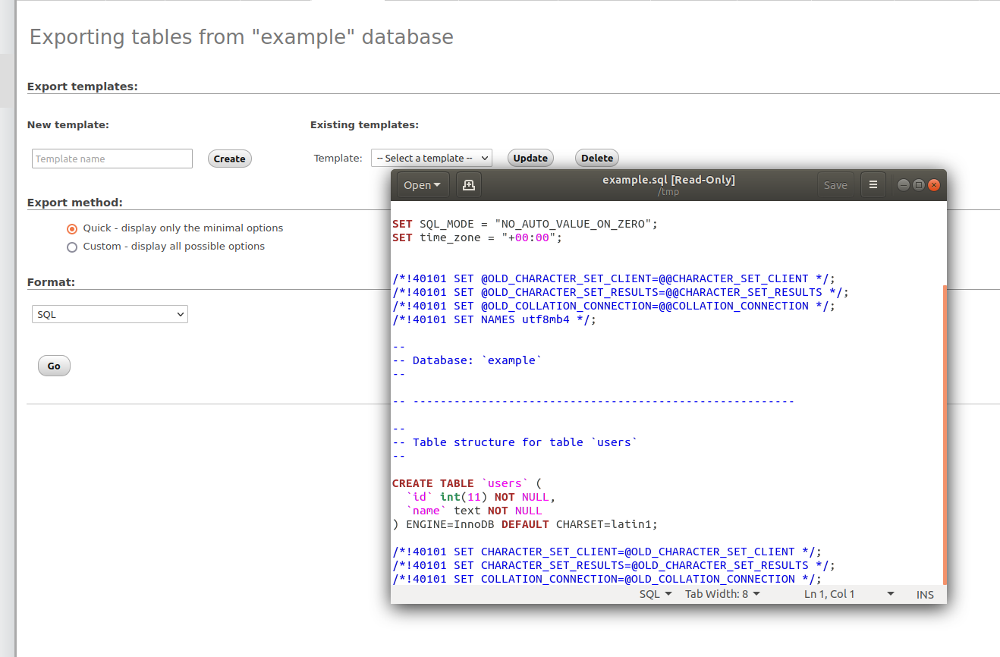 Exporting tables from "example" database
Export templates:
New template:
Existing templates:
Template name
Create
Template:
-- Select a template --
Update
Delete
Export method:
Quick - display only the minimal options
Custom - display all possible options
Format:
SQL
Go
Open
example.sql [Read-Only]
/tmp
Save
SET SQL_MODE = "NO_AUTO_VALUE_ON_ZERO";
SET time_zone = "+00:00";
/*!40101 SET @OLD_CHARACTER_SET_CLIENT=@@CHARACTER_SET_CLIENT */;
/*!40101 SET @OLD_CHARACTER_SET_RESULTS=@@CHARACTER_SET_RESULTS */;
/*!40101 SET @OLD_COLLATION_CONNECTION=@@COLLATION_CONNECTION */;
/*!40101 SET NAMES utf8mb4 */;
--
-- Database: `example`
--
-- --------------------------------------------------------
--
-- Table structure for table `users`
--
CREATE TABLE `users` (
  `id` int(11) NOT NULL,
  `name` text NOT NULL
) ENGINE=InnoDB DEFAULT CHARSET=latin1;
/*!40101 SET CHARACTER_SET_CLIENT=@OLD_CHARACTER_SET_CLIENT */;
/*!40101 SET CHARACTER_SET_RESULTS=@OLD_CHARACTER_SET_RESULTS */;
/*!40101 SET COLLATION_CONNECTION=@OLD_COLLATION_CONNECTION */;
SQL
Tab Width: 8
Ln 1, Col 1
INS